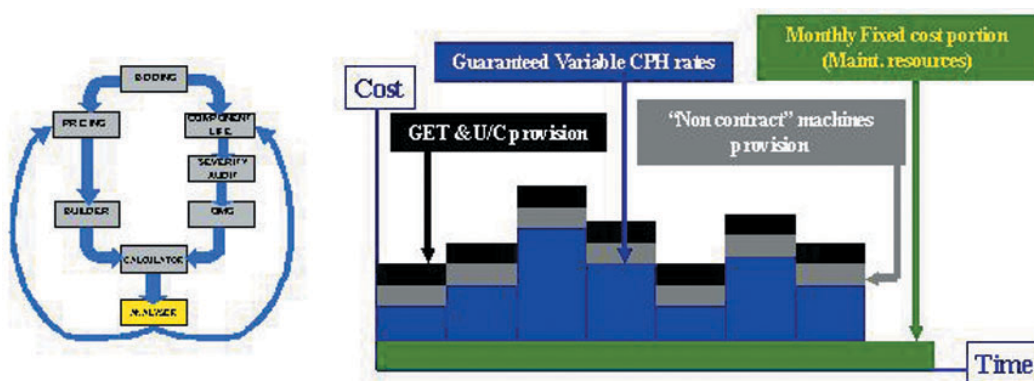 BIDDING
PRICING
COMPONENT
LIFE
SEVERITY
AUDIT
BUILDER
CALCULATOR
ANALYSER
Cost
Guaranteed Variable CPH rates
Monthly Fixed cost portion
(Maint. resources)
GET & U/C provision
“Non contract” machines
provision
Time